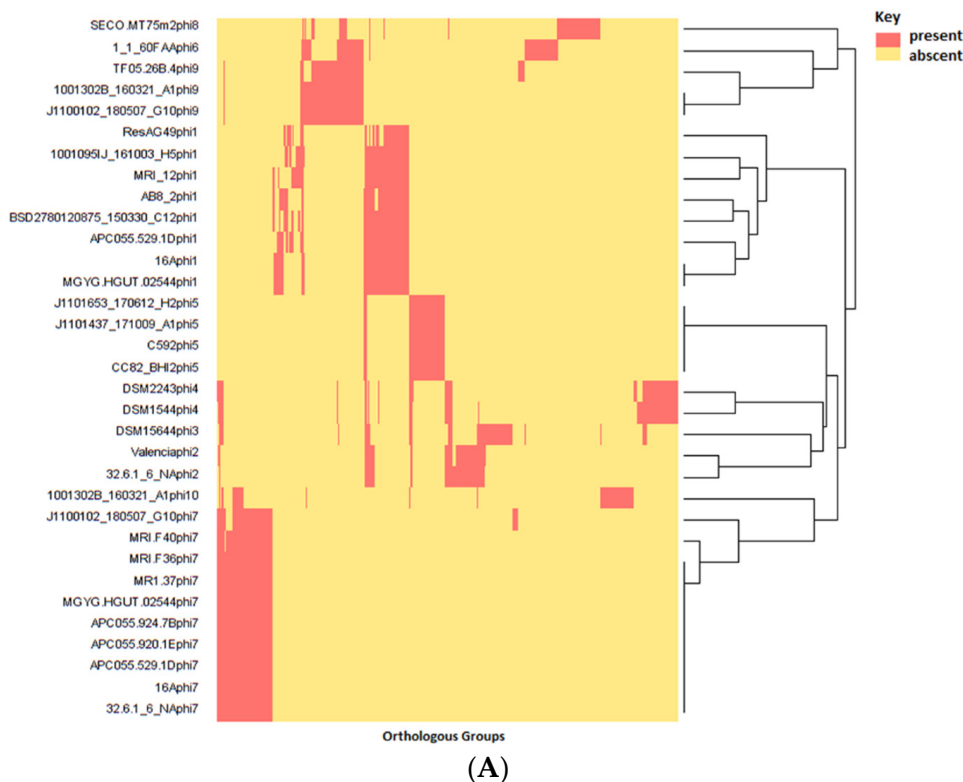 SECO.MT75m2phi8
1_1_60FAAphi6
TF05.26B.4phi9
1001302B_160321_A1phi9
J1100102_180507_G10phi9
ResAG49phi1
1001095IJ_161003_H5phi1
MRI_12phi1
AB8_2phi1
BSD2780120875_150330_C12phi1
APC055.529.1Dphi1
16Aphi1
MGYG.HGUT.02544phi1
J1101653_170612_H2phi5
J1101437_171009_A1phi5
C592phi5
CC82_BHI2phi5
DSM2243phi4
DSM1544phi4
DSM15644phi3
Valenciaphi2
32.6.1_6_NAphi2
1001302B_160321_A1phi10
J1100102_180507_G10phi7
MRI.F40phi7
MRI.F36phi7
MR1.37phi7
MGYG.HGUT.02544phi7
APC055.924.7Bphi7
APC055.920.1Ephi7
APC055.529.1Dphi7
16Aphi7
32.6.1_6_NAphi7
Orthologous Groups
Key
present
absent
(A)